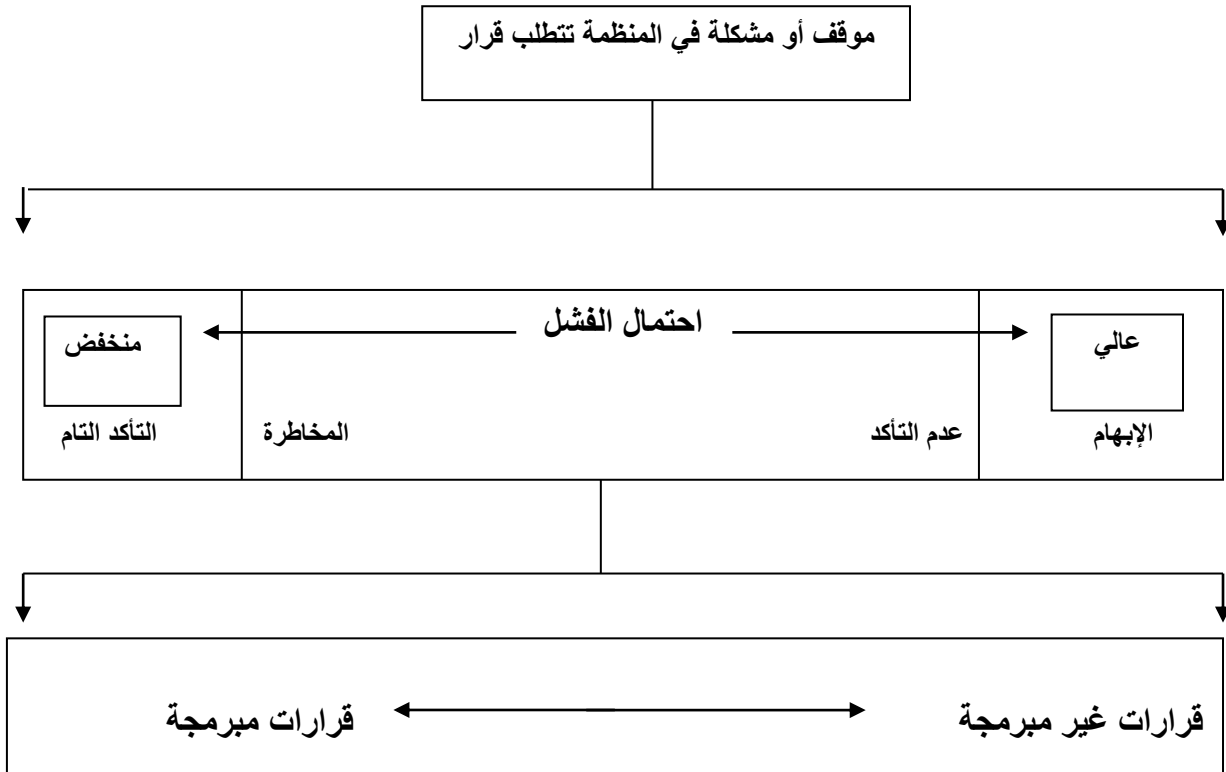 موقف أو مشكلة في المنظمة تتطلب قرار
احتمال الفشل
عالي
منخفض
الإبهام
عدم التأكد
المخاطرة
التأكد التام
قرارات غير مبرمجة
قرارات مبرمجة